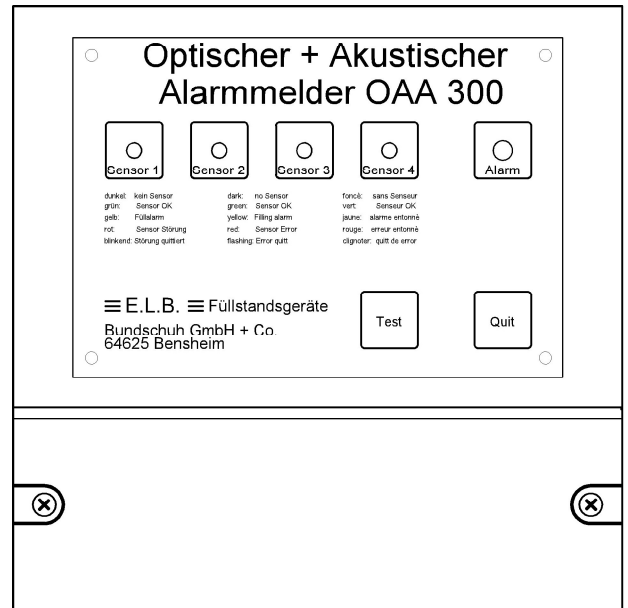 Optischer + Akustischer
Alarmmelder OAA 300
Sensor 1 Sensor 2 Sensor 3 Sensor 4 Alarm
dunkel: kein Sensor dark: no Sensor foncè: sans Senseur
grün: Sensor OK green: Sensor OK vert: Senseur OK
gelb: Füllalarm yellow: Filling alarm jaune: alarme entonnè
rot: Sensor Störung red: Sensor Error rouge: erreur entonnè
blinkend: Störung quittiert flashing: Error quitt clignoter: quitt de error
E.L.B. Füllstandsgeräte
Bundschuh GmbH + Co.
64625 Bensheim
Test Quit